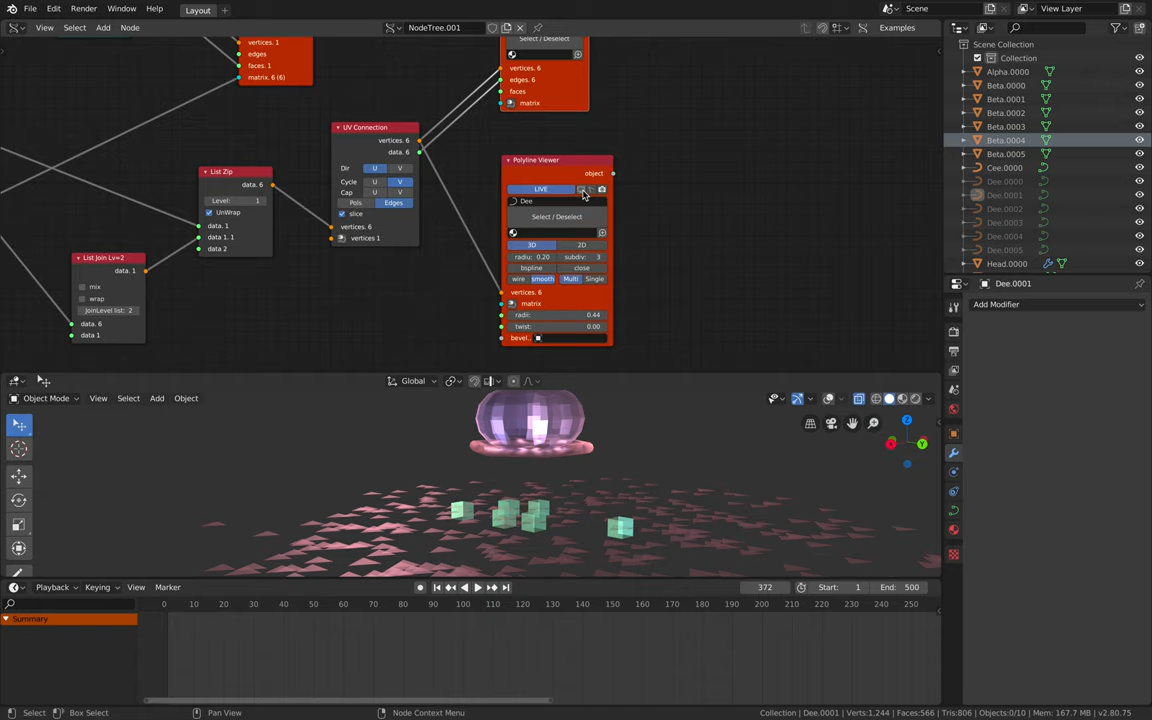 File Edit Render Window Help Layout + Scene View Layer
View Select Add Node NodeTree.001 Examples
Scene Collection
Collection
Alpha.0000
Beta.0000
Beta.0001
Beta.0002
Beta.0003
Beta.0004
Beta.0005
Cee.0000
Dee.0000
Dee.0001
Dee.0002
Dee.0003
Dee.0004
Dee.0005
Head.0000
Dee.0001
Add Modifier
vertices. 1
edges
faces. 1
matrix. 6 (6)
Select / Deselect
vertices. 6
edges. 6
faces
matrix
UV Connection
vertices. 6
data. 6
Dir U V
Cycle U V
Cap U V
Pols Edges
slice
vertices. 6
vertices 1
List Zip
data. 6
Level: 1
UnWrap
data. 1
data 1. 1
data 2
List Join Lv=2
data. 1
mix
wrap
JoinLevel list: 2
data. 6
data 1
Polyline Viewer
object
LIVE
Dee
Select / Deselect
3D 2D
radiu: 0.20 subdiv: 3
bspline close
wire smooth Multi Single
vertices. 6
matrix
radii: 0.44
twist: 0.00
bevel..
Global
Object Mode View Select Add Object
Z
X Y
Playback Keying View Marker 372 Start: 1 End: 500
0 10 20 30 40 50 60 70 80 90 100 110 120 130 140 150 160 170 180 190 200 210 220 230 240 250
Summary
Select Box Select Pan View Node Context Menu Collection | Dee.0001 | Verts:1,244 | Faces:566 | Tris:806 | Objects:0/10 | Mem: 167.7 MB | v2.80.75